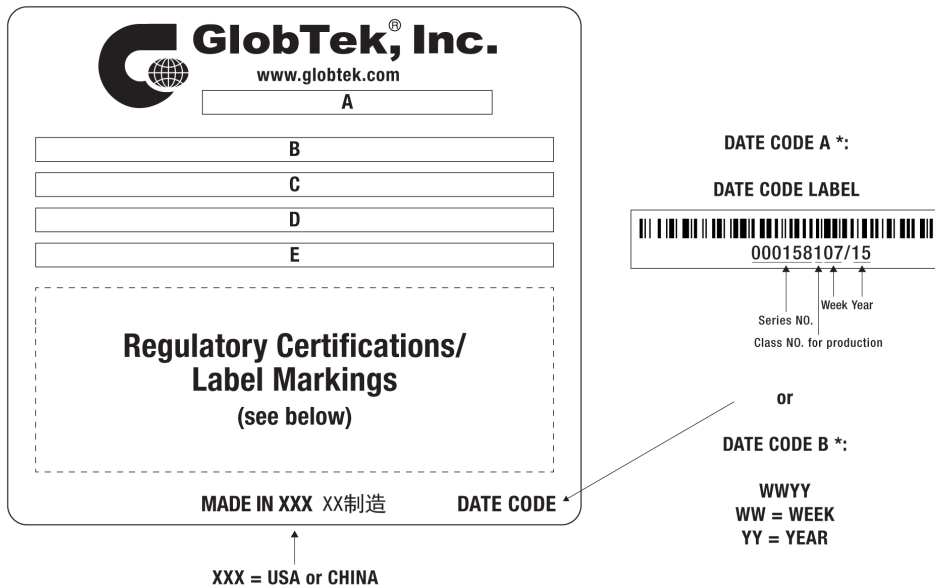 GlobTek,® Inc.
www.globtek.com
A
B
C
D
E
Regulatory Certifications/
Label Markings
(see below)
MADE IN XXX XX制造
DATE CODE
XXX = USA or CHINA
DATE CODE A *:
DATE CODE LABEL
000158107/15
Week Year
Series NO.
Class NO. for production
or
DATE CODE B *:
WWYY
WW = WEEK
YY = YEAR